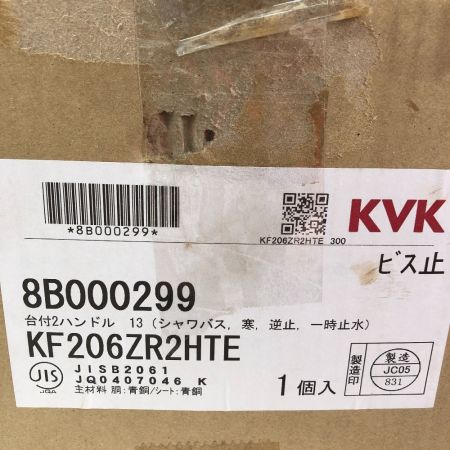 *8B000299*
KF206ZR2HTE 300
KVK
ビス止
8B000299
台付2ハンドル 13 (シャワバス, 寒, 逆止, 一時止水)
KF206ZR2HTE
JIS
JQA
JISB2061
JQ0407046 K
主材料 胴:青銅/シート:青銅
1個入
製造印
製造
JC05
831